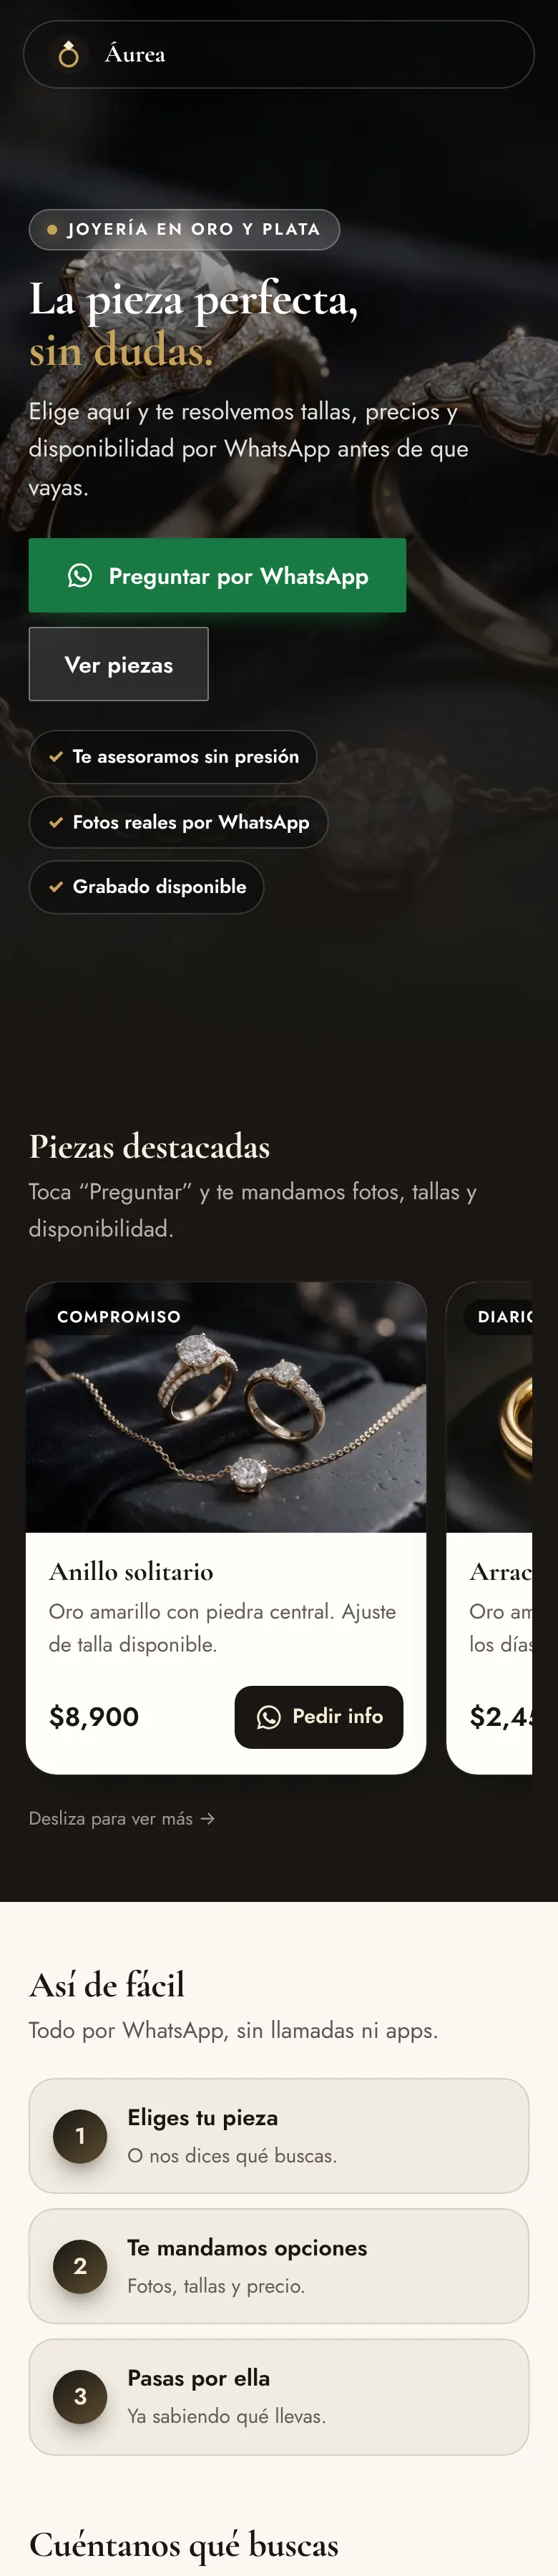 Áurea
JOYERÍA EN ORO Y PLATA
La pieza perfecta,
sin dudas.
Elige aquí y te resolvemos tallas, precios y
disponibilidad por WhatsApp antes de que
vayas.
Preguntar por WhatsApp
Ver piezas
✓ Te asesoramos sin presión
✓ Fotos reales por WhatsApp
✓ Grabado disponible
Piezas destacadas
Toca “Preguntar” y te mandamos fotos, tallas y
disponibilidad.
COMPROMISO
Anillo solitario
Oro amarillo con piedra central. Ajuste
de talla disponible.
$8,900
Pedir info
Arrac
Oro am
los días
Desliza para ver más →
Así de fácil
Todo por WhatsApp, sin llamadas ni apps.
1
Eliges tu pieza
O nos dices qué buscas.
2
Te mandamos opciones
Fotos, tallas y precio.
3
Pasas por ella
Ya sabiendo qué llevas.
Cuéntanos qué buscas